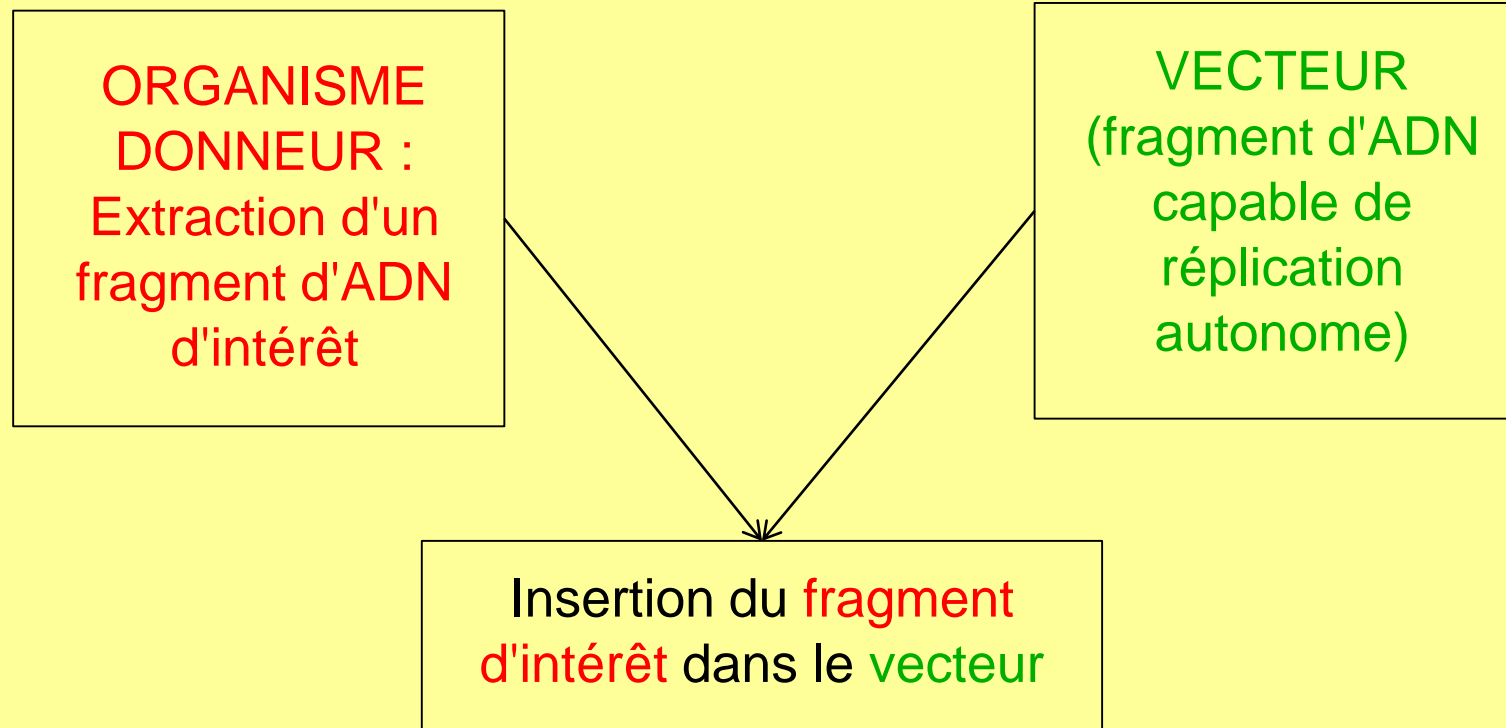 ORGANISME
DONNEUR :
Extraction d'un
fragment d'ADN
d'intérêt
VECTEUR
(fragment d'ADN
capable de
réplication
autonome)
Insertion du fragment
d'intérêt dans le vecteur